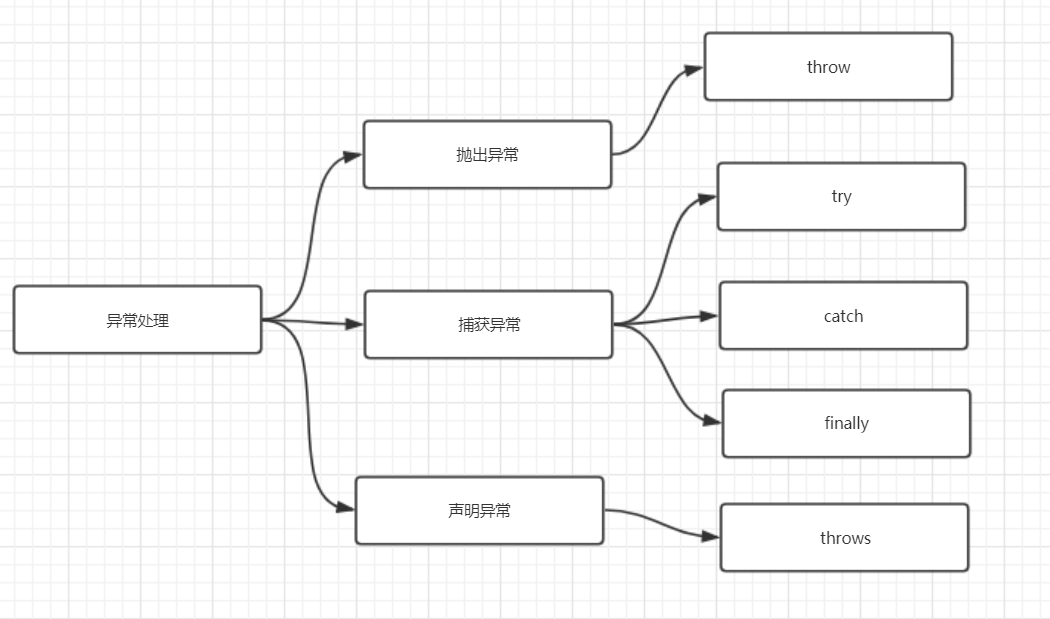 异常处理
抛出异常
throw
捕获异常
try
catch
finally
声明异常
throws